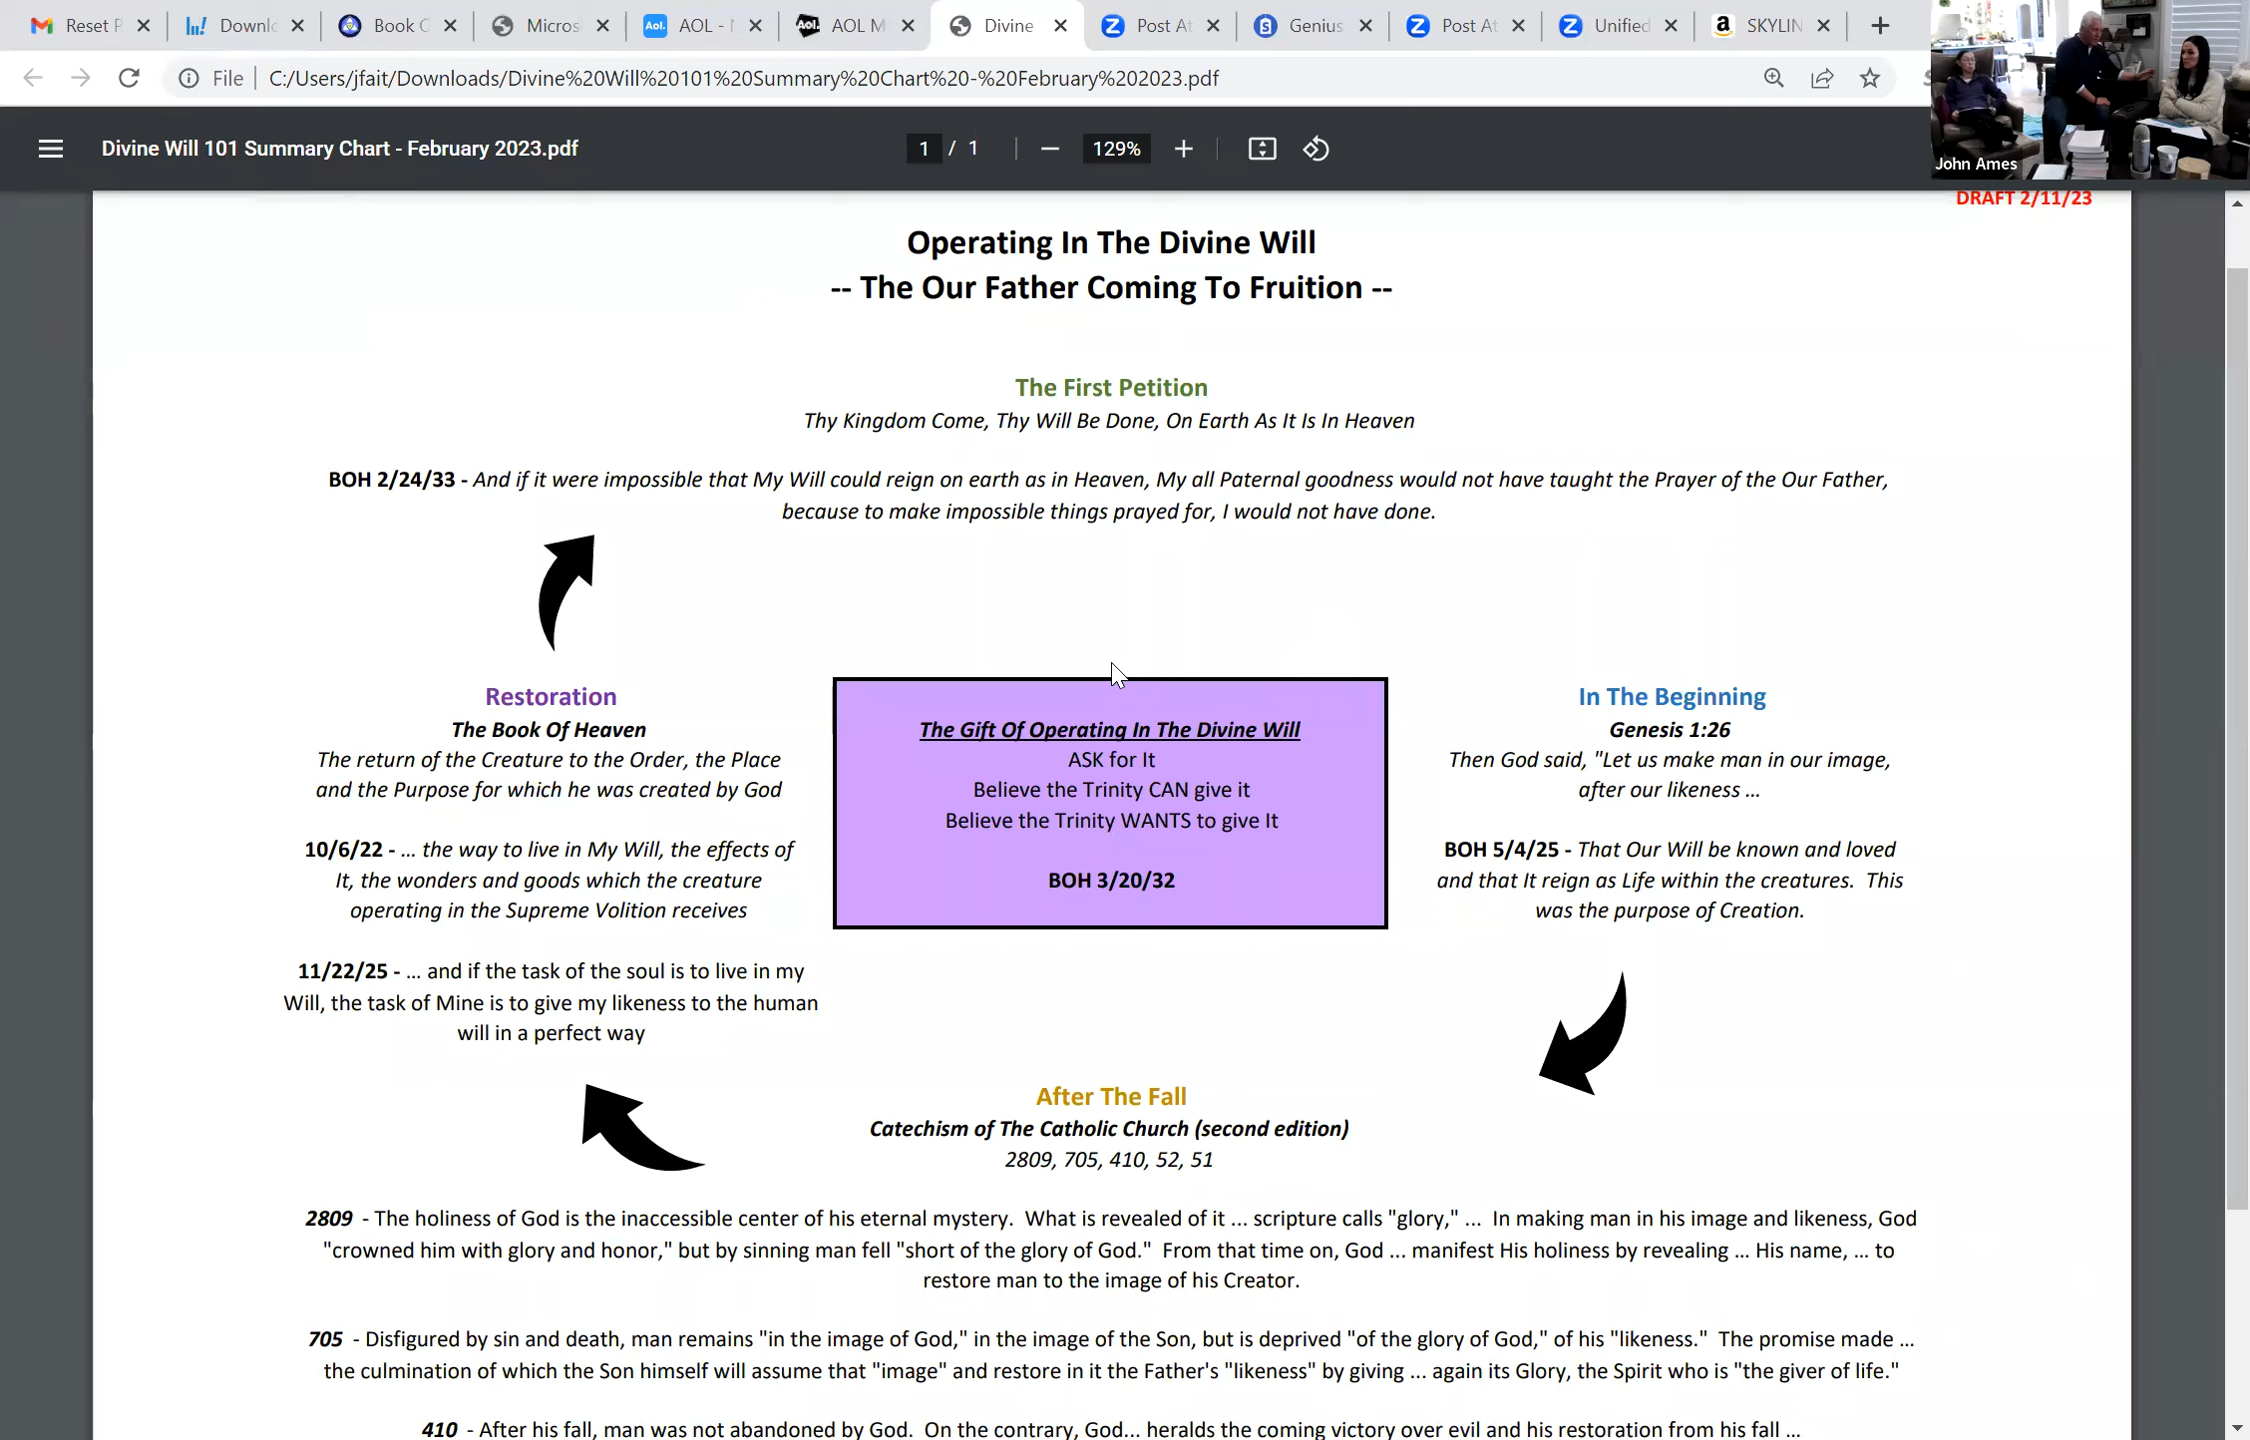 Reset P
Downlo
Book O
Micros
AOL - 
AOL M
Divine
Post At
Genius
Post At
Unified
SKYLIN
File C:/Users/jfait/Downloads/Divine%20Will%20101%20Summary%20Chart%20-%20February%202023.pdf
Divine Will 101 Summary Chart - February 2023.pdf
1 / 1
129%
John Ames
DRAFT 2/11/23
Operating In The Divine Will
-- The Our Father Coming To Fruition --
The First Petition
Thy Kingdom Come, Thy Will Be Done, On Earth As It Is In Heaven
BOH 2/24/33 - And if it were impossible that My Will could reign on earth as in Heaven, My all Paternal goodness would not have taught the Prayer of the Our Father,
because to make impossible things prayed for, I would not have done.
Restoration
The Book Of Heaven
The return of the Creature to the Order, the Place
and the Purpose for which he was created by God
10/6/22 - ... the way to live in My Will, the effects of
It, the wonders and goods which the creature
operating in the Supreme Volition receives
11/22/25 - ... and if the task of the soul is to live in my
Will, the task of Mine is to give my likeness to the human
will in a perfect way
The Gift Of Operating In The Divine Will
ASK for It
Believe the Trinity CAN give it
Believe the Trinity WANTS to give It
BOH 3/20/32
In The Beginning
Genesis 1:26
Then God said, "Let us make man in our image,
after our likeness ...
BOH 5/4/25 - That Our Will be known and loved
and that It reign as Life within the creatures. This
was the purpose of Creation.
After The Fall
Catechism of The Catholic Church (second edition)
2809, 705, 410, 52, 51
2809 - The holiness of God is the inaccessible center of his eternal mystery. What is revealed of it ... scripture calls "glory," ... In making man in his image and likeness, God
"crowned him with glory and honor," but by sinning man fell "short of the glory of God." From that time on, God ... manifest His holiness by revealing ... His name, ... to
restore man to the image of his Creator.
705 - Disfigured by sin and death, man remains "in the image of God," in the image of the Son, but is deprived "of the glory of God," of his "likeness." The promise made ...
the culmination of which the Son himself will assume that "image" and restore in it the Father's "likeness" by giving ... again its Glory, the Spirit who is "the giver of life."
410 - After his fall, man was not abandoned by God. On the contrary, God... heralds the coming victory over evil and his restoration from his fall ...